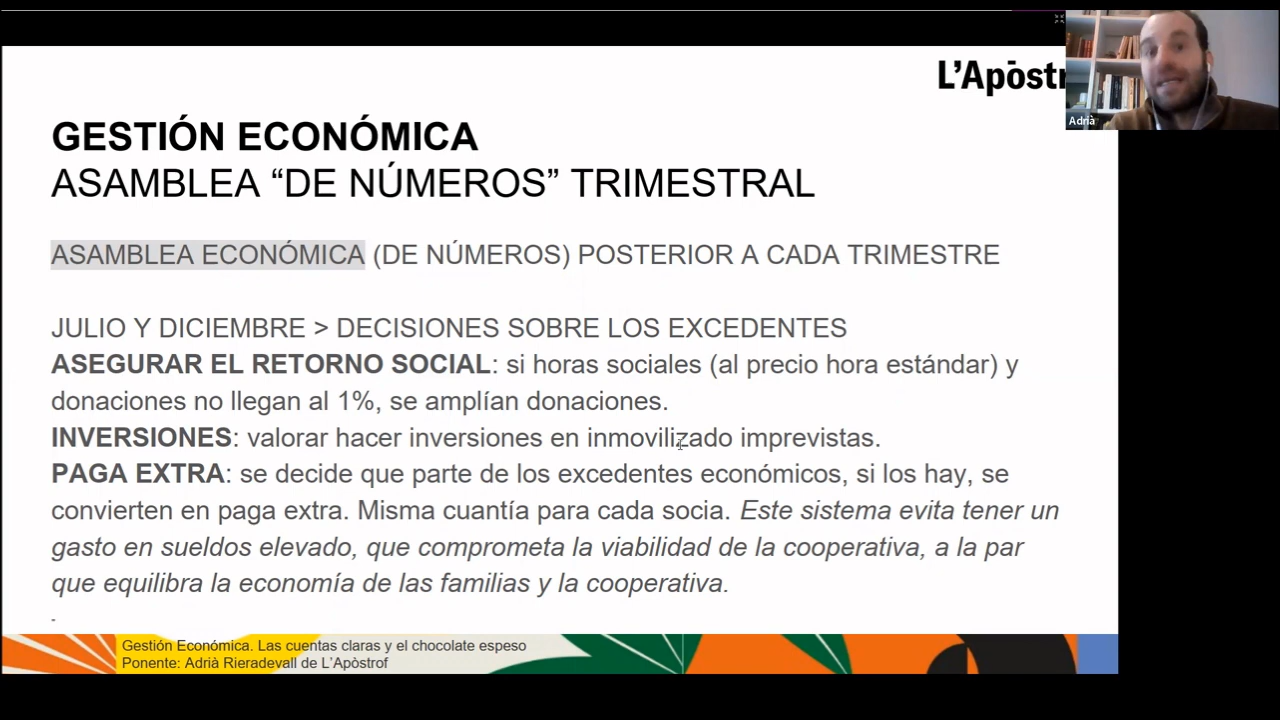 L'Apòstr
Adrià
GESTIÓN ECONÓMICA
ASAMBLEA “DE NÚMEROS” TRIMESTRAL
ASAMBLEA ECONÓMICA (DE NÚMEROS) POSTERIOR A CADA TRIMESTRE
JULIO Y DICIEMBRE > DECISIONES SOBRE LOS EXCEDENTES
ASEGURAR EL RETORNO SOCIAL: si horas sociales (al precio hora estándar) y
donaciones no llegan al 1%, se amplían donaciones.
INVERSIONES: valorar hacer inversiones en inmovilizado imprevistas.
PAGA EXTRA: se decide que parte de los excedentes económicos, si los hay, se
convierten en paga extra. Misma cuantía para cada socia. Este sistema evita tener un
gasto en sueldos elevado, que comprometa la viabilidad de la cooperativa, a la par
que equilibra la economía de las familias y la cooperativa.
-
Gestión Económica. Las cuentas claras y el chocolate espeso
Ponente: Adrià Rieradevall de L'Apòstrof